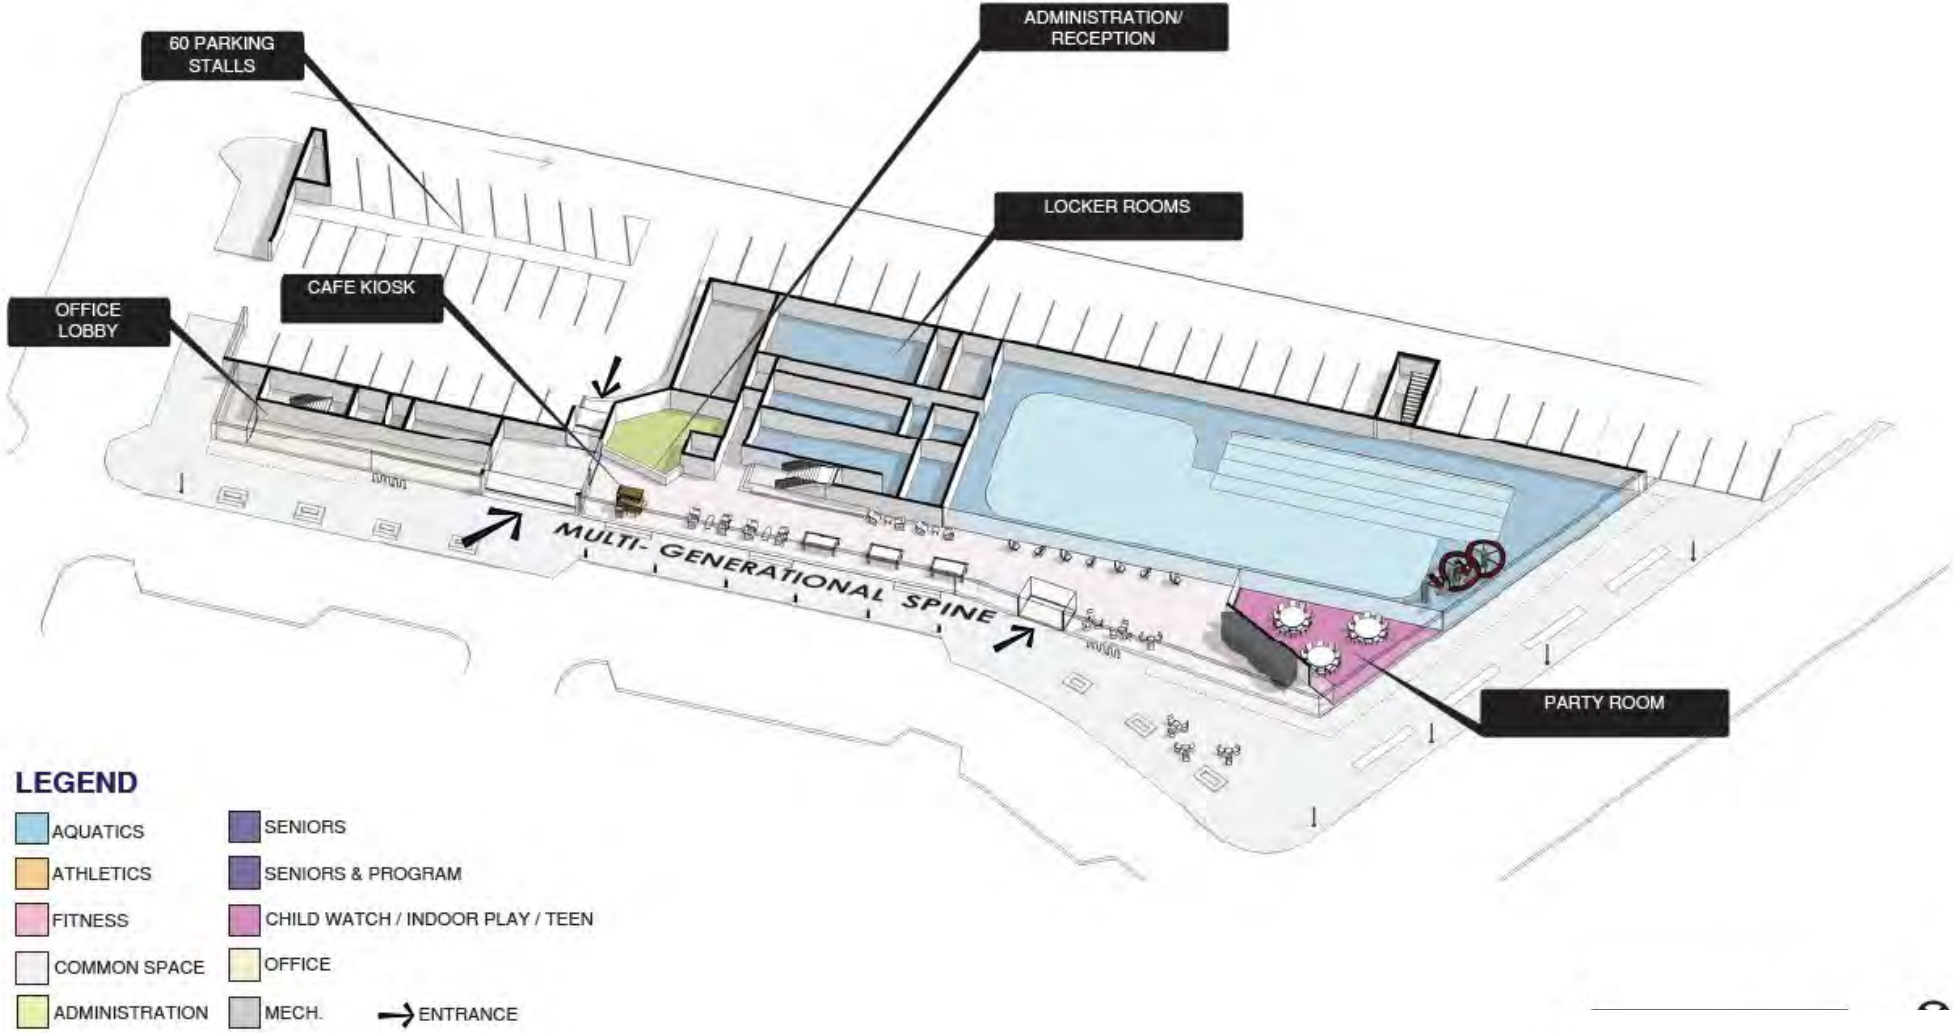 ADMINISTRATION/
RECEPTION
60 PARKING
STALLS
LOCKER ROOMS
CAFE KIOSK
OFFICE
LOBBY
MULTI- GENERATIONAL SPINE
PARTY ROOM
LEGEND
AQUATICS
SENIORS
ATHLETICS
SENIORS & PROGRAM
FITNESS
CHILD WATCH / INDOOR PLAY / TEEN
COMMON SPACE
OFFICE
ADMINISTRATION
MECH.
ENTRANCE